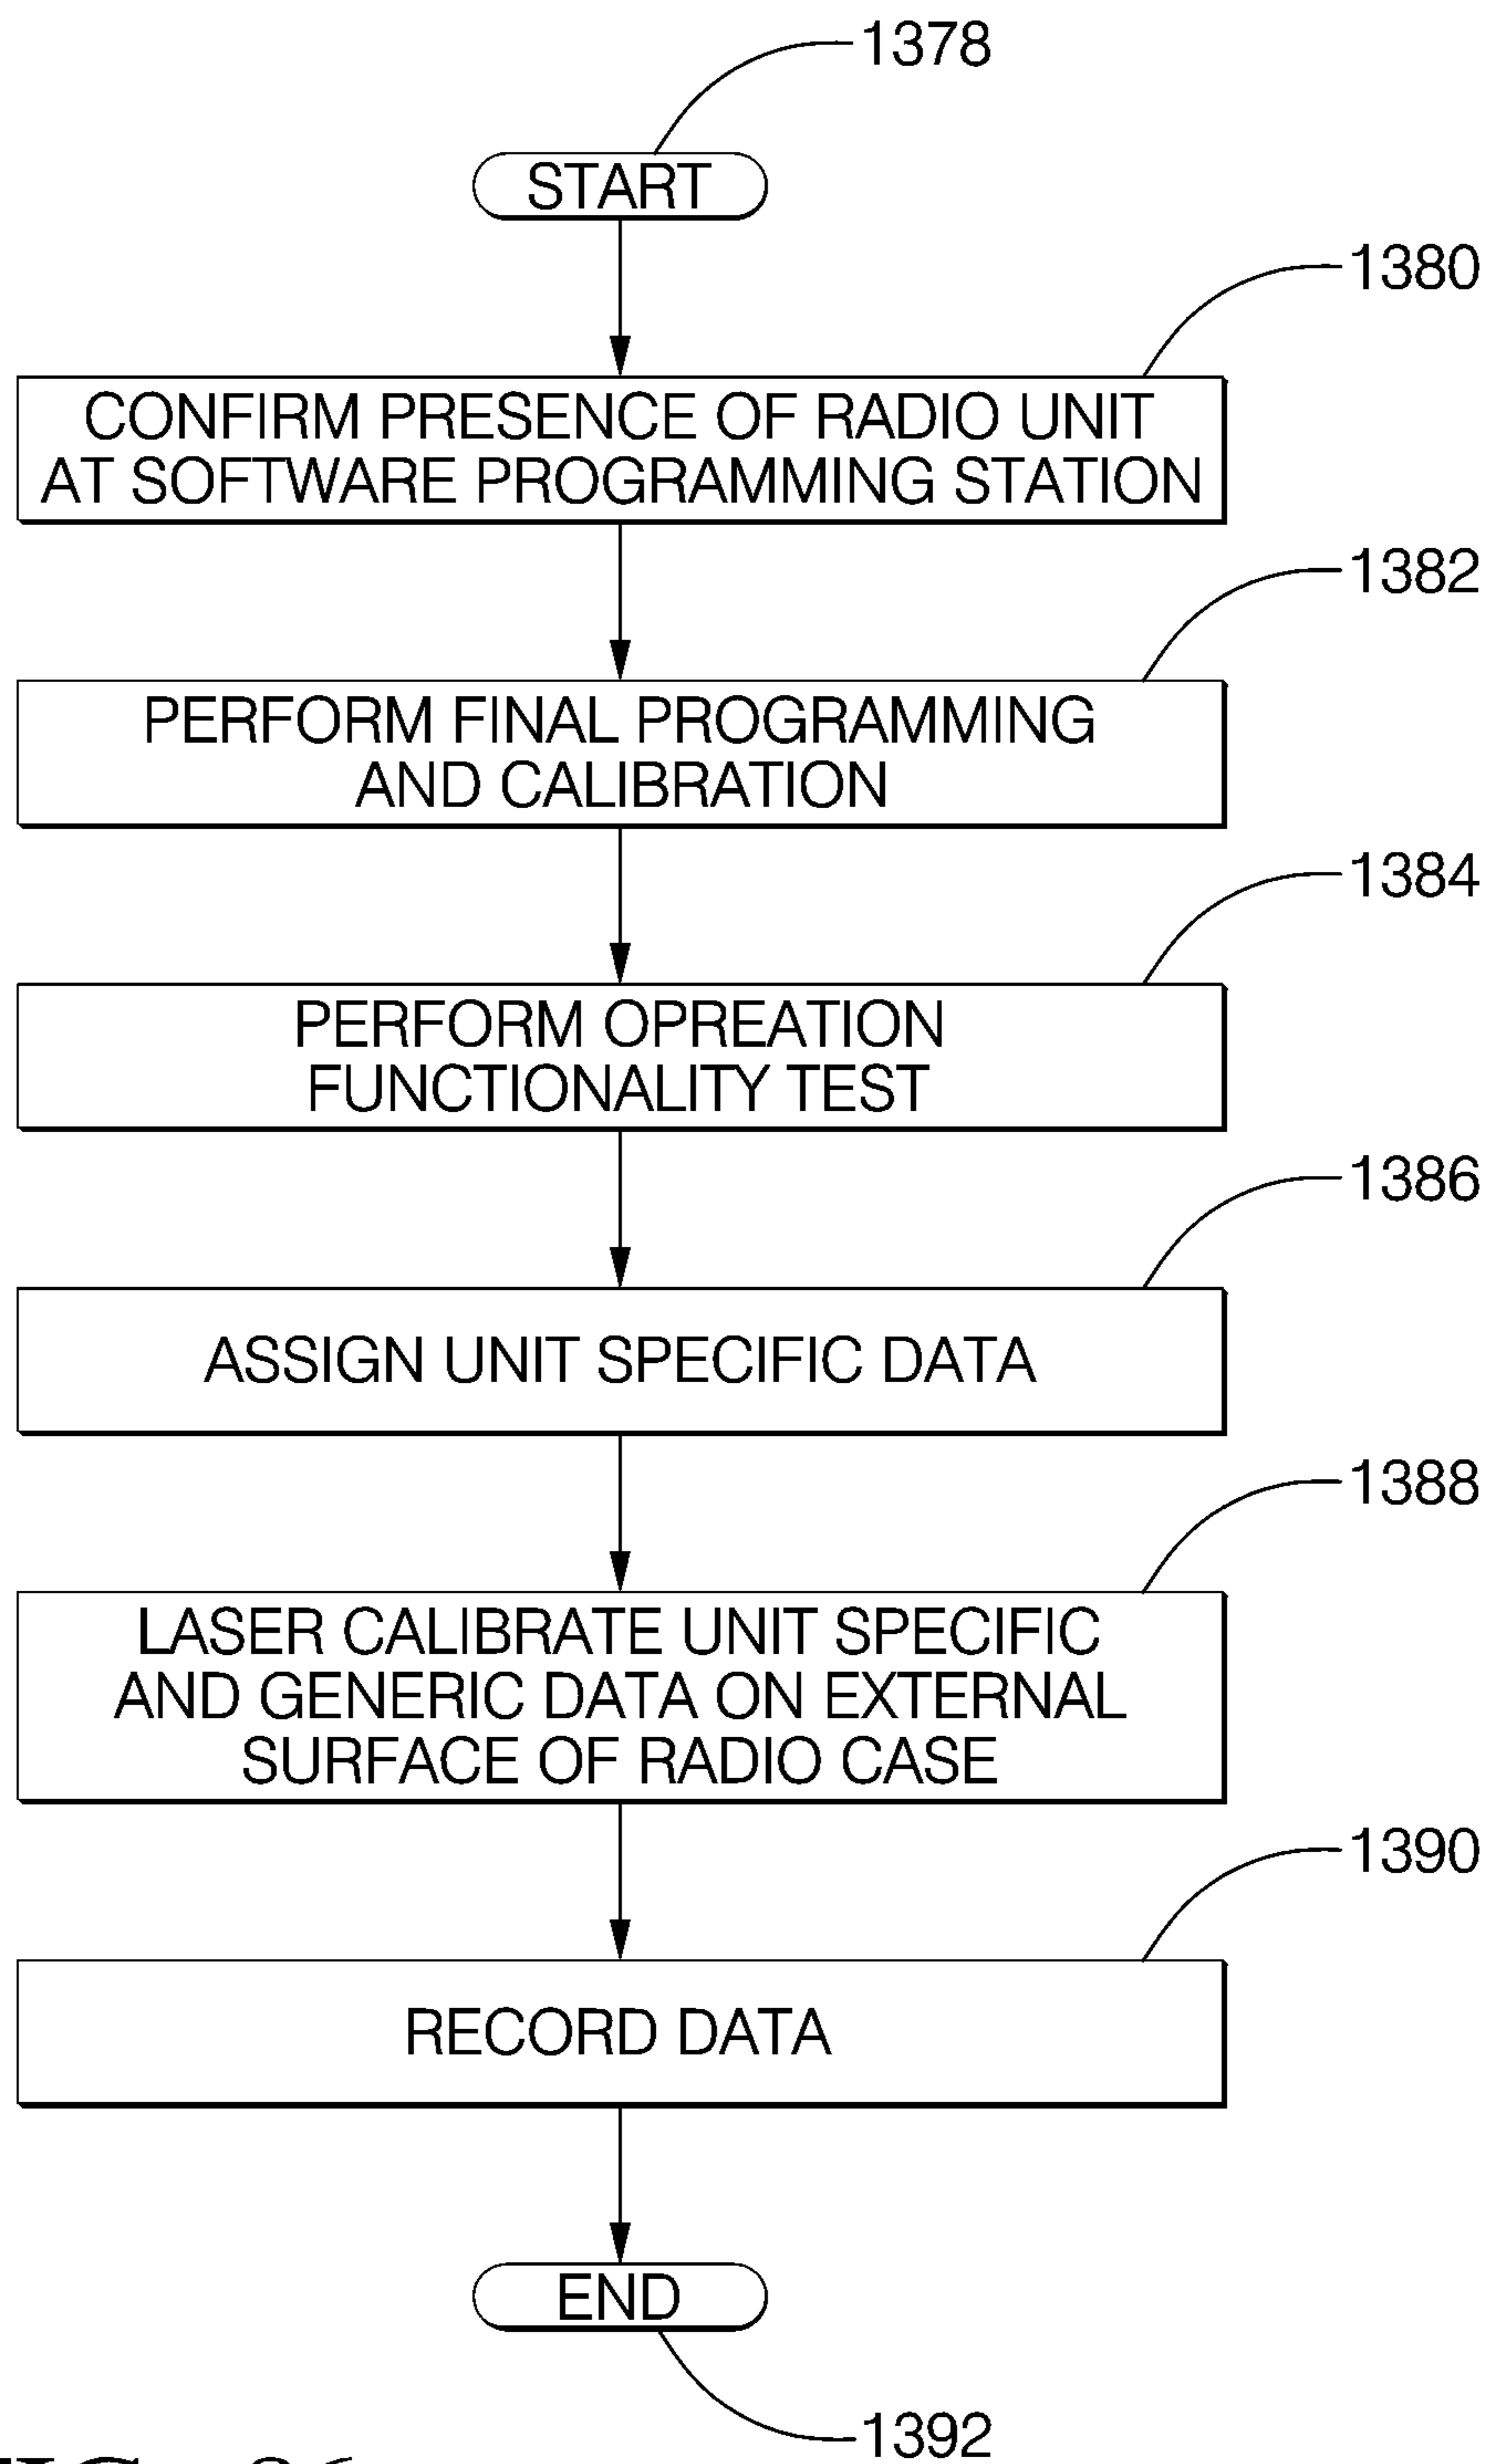 1378
START
1380
CONFIRM PRESENCE OF RADIO UNIT
AT SOFTWARE PROGRAMMING STATION
1382
PERFORM FINAL PROGRAMMING
AND CALIBRATION
1384
PERFORM OPREATION
FUNCTIONALITY TEST
1386
ASSIGN UNIT SPECIFIC DATA
1388
LASER CALIBRATE UNIT SPECIFIC
AND GENERIC DATA ON EXTERNAL
SURFACE OF RADIO CASE
1390
RECORD DATA
END
1392